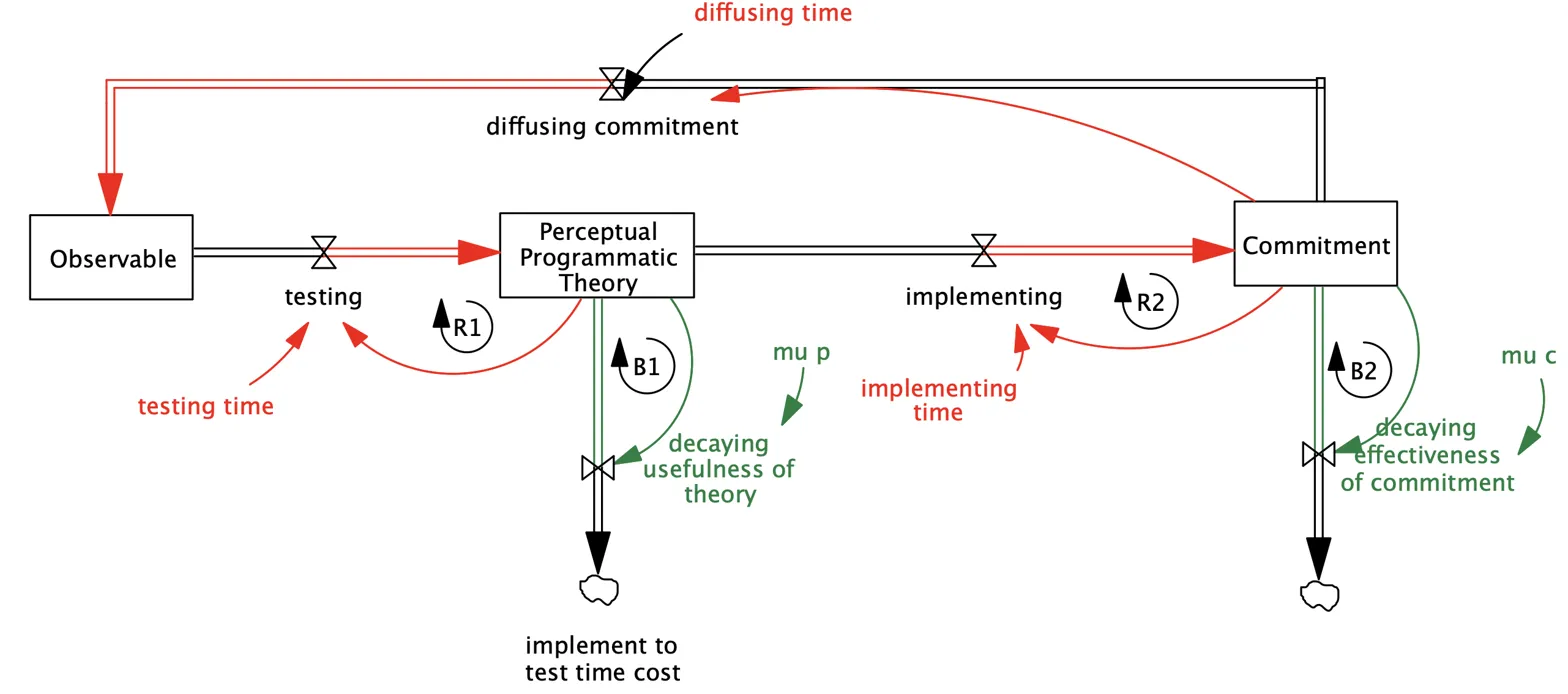 diffusing time
diffusing commitment
Observable
testing
Perceptual
Programmatic
Theory
implementing
Commitment
R1
R2
B1
B2
testing time
mu p
implementing
time
mu c
decaying
usefulness of
theory
decaying
effectiveness
of commitment
implement to
test time cost